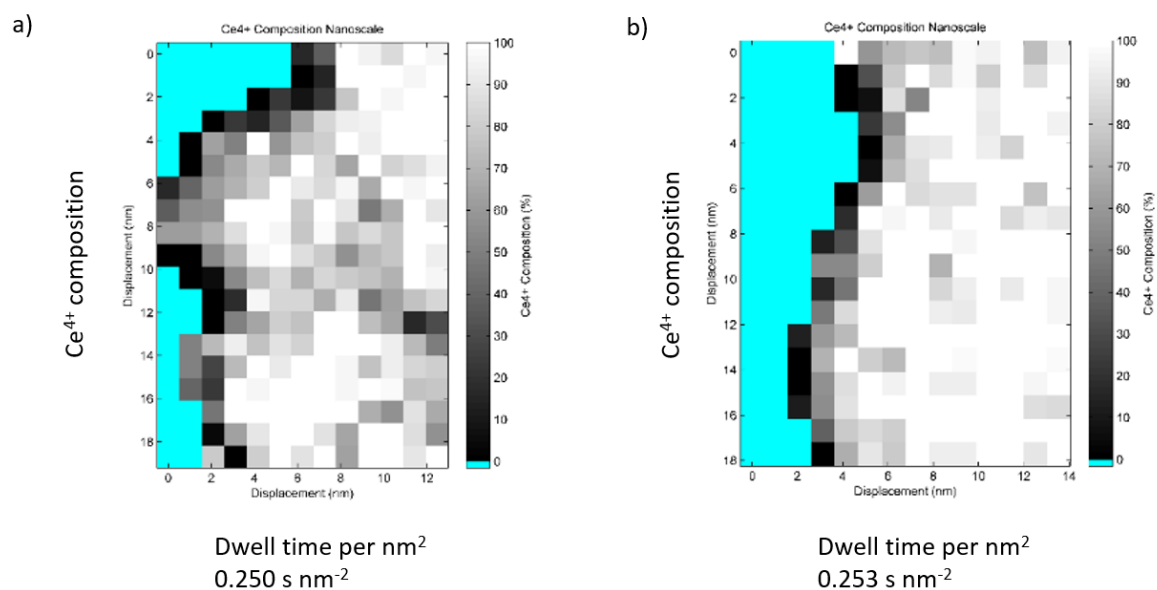 a)
Ce4+ Composition Nanoscale
0
2
4
6
8
10
12
14
16
18
0 2 4 6 8 10 12
Displacement (nm)
Displacement (nm)
Ce⁴⁺ composition
100
90
80
70
60
50
40
30
20
10
0
Ce4+ Composition (%)
Dwell time per nm²
0.250 s nm⁻²
b)
Ce4+ Composition Nanoscale
0
2
4
6
8
10
12
14
16
18
0 2 4 6 8 10 12 14
Displacement (nm)
Displacement (nm)
Ce⁴⁺ composition
100
90
80
70
60
50
40
30
20
10
0
Ce4+ Composition (%)
Dwell time per nm²
0.253 s nm⁻²